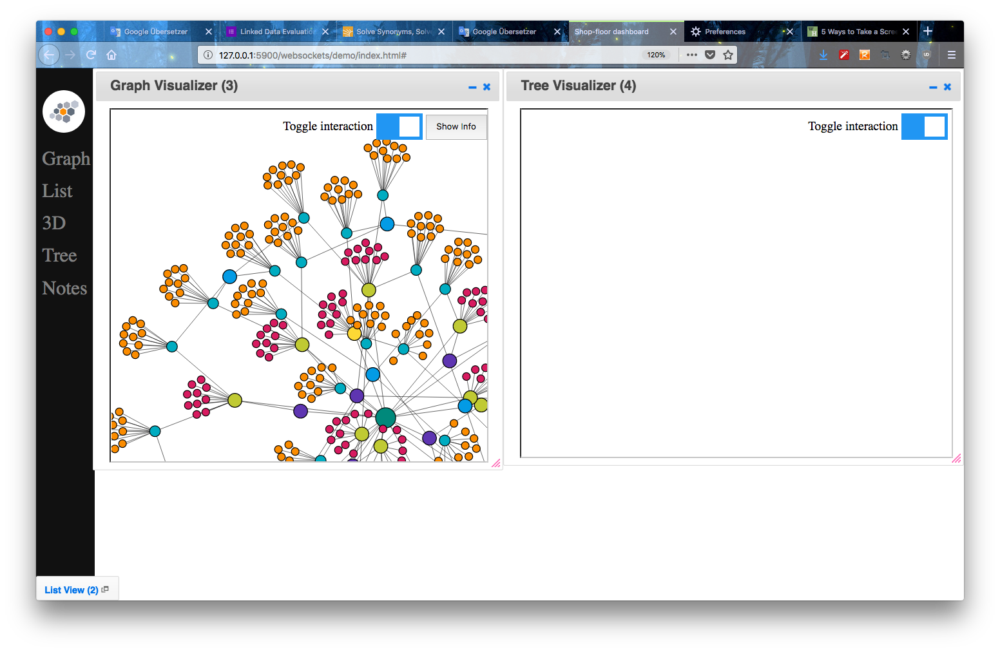 Google Übersetzer
Linked Data Evaluation
Solve Synonyms, Solv
Google Übersetzer
Shop-floor dashboard
Preferences
5 Ways to Take a Scre
127.0.0.1:5900/websockets/demo/index.html#
120%
Graph
List
3D
Tree
Notes
Graph Visualizer (3)
Toggle interaction
Show Info
Tree Visualizer (4)
Toggle interaction
List View (2)